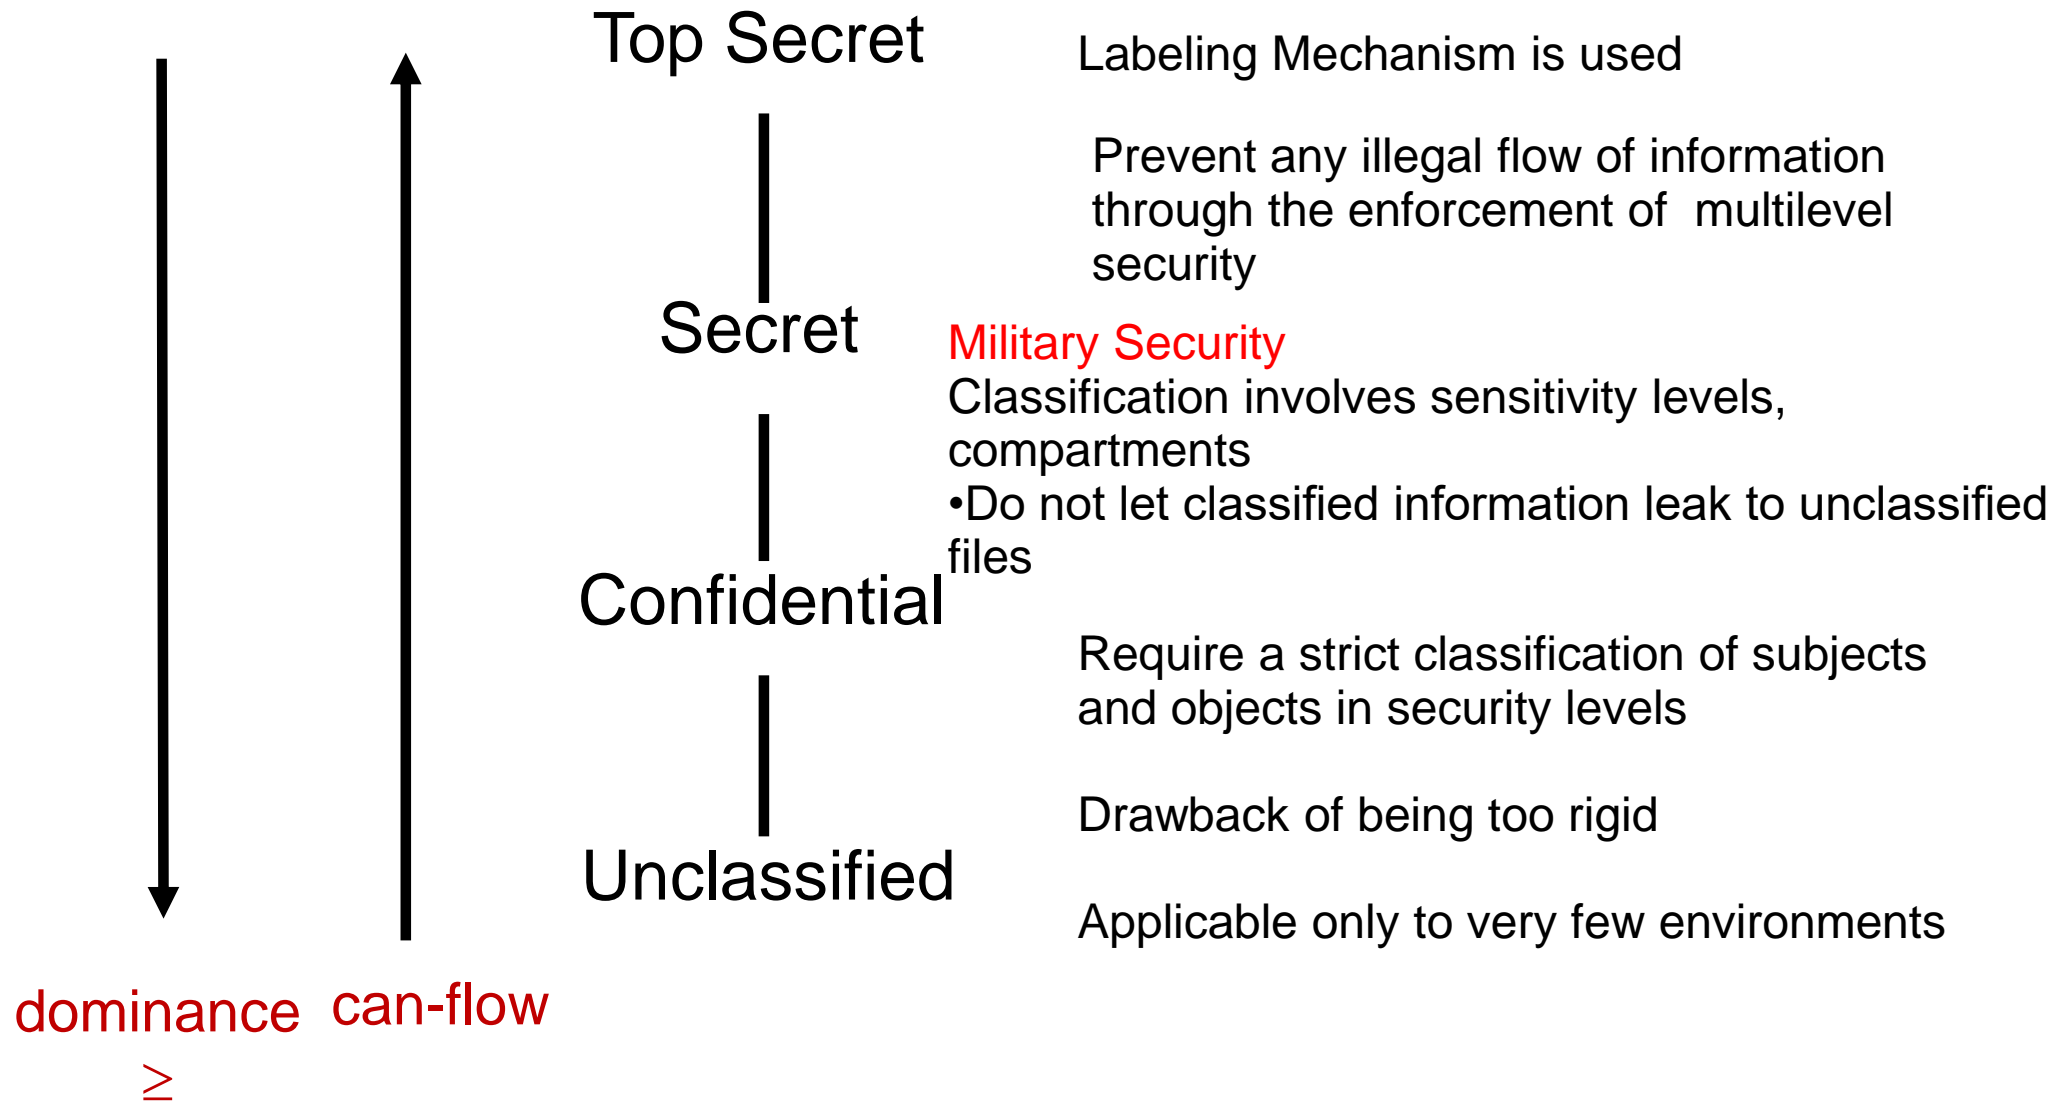 Top Secret
Labeling Mechanism is used
Prevent any illegal flow of information
through the enforcement of  multilevel
security
Secret
Military Security
Classification involves sensitivity levels,
compartments
•Do not let classified information leak to unclassified
files
Confidential
Require a strict classification of subjects
and objects in security levels
Drawback of being too rigid
Unclassified
Applicable only to very few environments
dominance
≥
can-flow